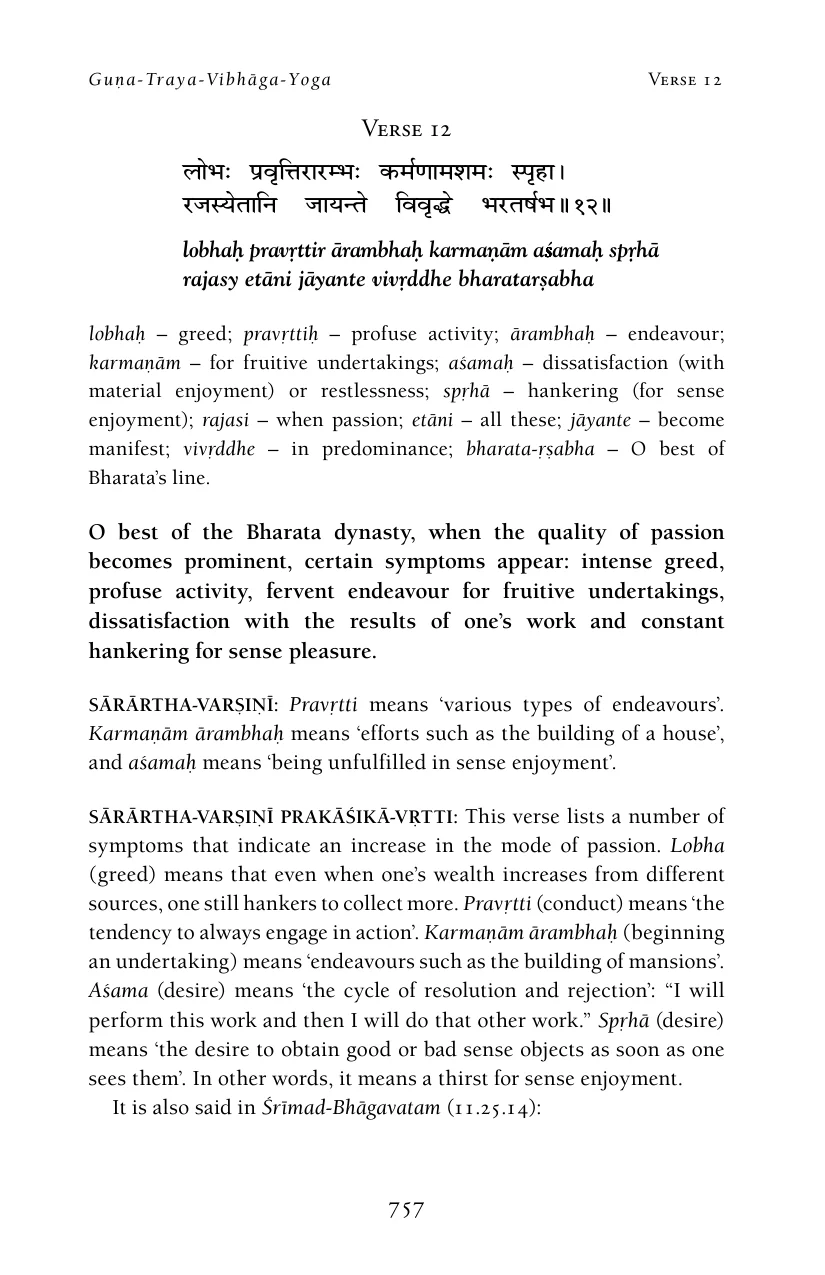 Guṇa-Traya-Vibhāga-Yoga Verse 12
Verse 12
लोभः प्रवृत्तिरारम्भः कर्मणामशमः स्पृहा।
रजस्येतानि जायन्ते विवृद्धे भरतर्षभ॥१२॥
lobhaḥ pravṛttir ārambhaḥ karmaṇām aśamaḥ spṛhā
rajasy etāni jāyante vivṛddhe bharatarṣabha
lobhaḥ – greed; pravṛttiḥ – profuse activity; ārambhaḥ – endeavour;
karmaṇām – for fruitive undertakings; aśamaḥ – dissatisfaction (with
material enjoyment) or restlessness; spṛhā – hankering (for sense
enjoyment); rajasi – when passion; etāni – all these; jāyante – become
manifest; vivṛddhe – in predominance; bharata-ṛṣabha – O best of
Bharata’s line.
O best of the Bharata dynasty, when the quality of passion
becomes prominent, certain symptoms appear: intense greed,
profuse activity, fervent endeavour for fruitive undertakings,
dissatisfaction with the results of one’s work and constant
hankering for sense pleasure.
SĀRĀRTHA-VARṢIṆĪ: Pravṛtti means ‘various types of endeavours’.
Karmaṇām ārambhaḥ means ‘efforts such as the building of a house’,
and aśamaḥ means ‘being unfulfilled in sense enjoyment’.
SĀRĀRTHA-VARṢIṆĪ PRAKĀŚIKĀ-VṚTTI: This verse lists a number of
symptoms that indicate an increase in the mode of passion. Lobha
(greed) means that even when one’s wealth increases from different
sources, one still hankers to collect more. Pravṛtti (conduct) means ‘the
tendency to always engage in action’. Karmaṇām ārambhaḥ (beginning
an undertaking) means ‘endeavours such as the building of mansions’.
Aśama (desire) means ‘the cycle of resolution and rejection’: “I will
perform this work and then I will do that other work.” Spṛhā (desire)
means ‘the desire to obtain good or bad sense objects as soon as one
sees them’. In other words, it means a thirst for sense enjoyment.
It is also said in Śrīmad-Bhāgavatam (11.25.14):
757